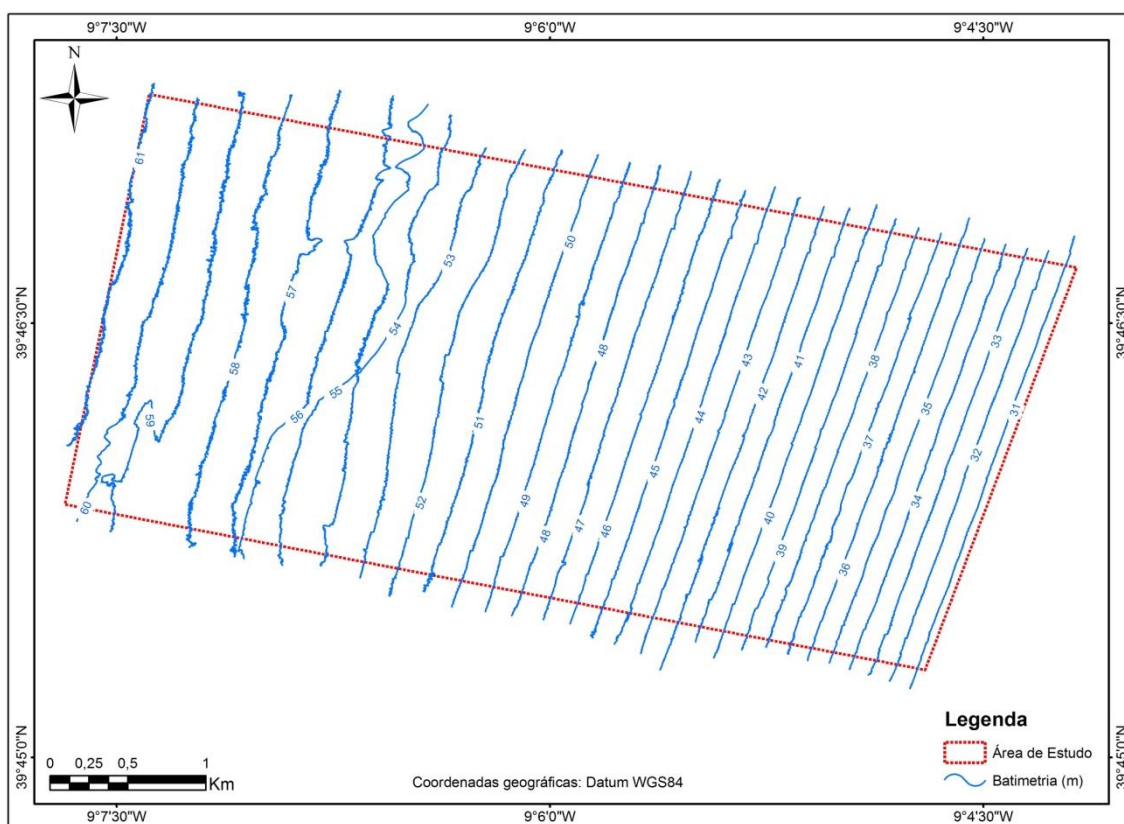 9°7'30"W
9°6'0"W
9°4'30"W
N
61
53
50
39°46'30"N
39°46'30"N
57
54
33
48
43
41
38
58
42
55
35
31
59
56
44
51
37
45
32
60
52
49
34
47
46
40
48
39
36
Legenda
Área de Estudo
Batimetria (m)
0 0,25 0,5 1
Km
Coordenadas geográficas: Datum WGS84
39°45'0"N
39°45'0"N
9°7'30"W
9°6'0"W
9°4'30"W